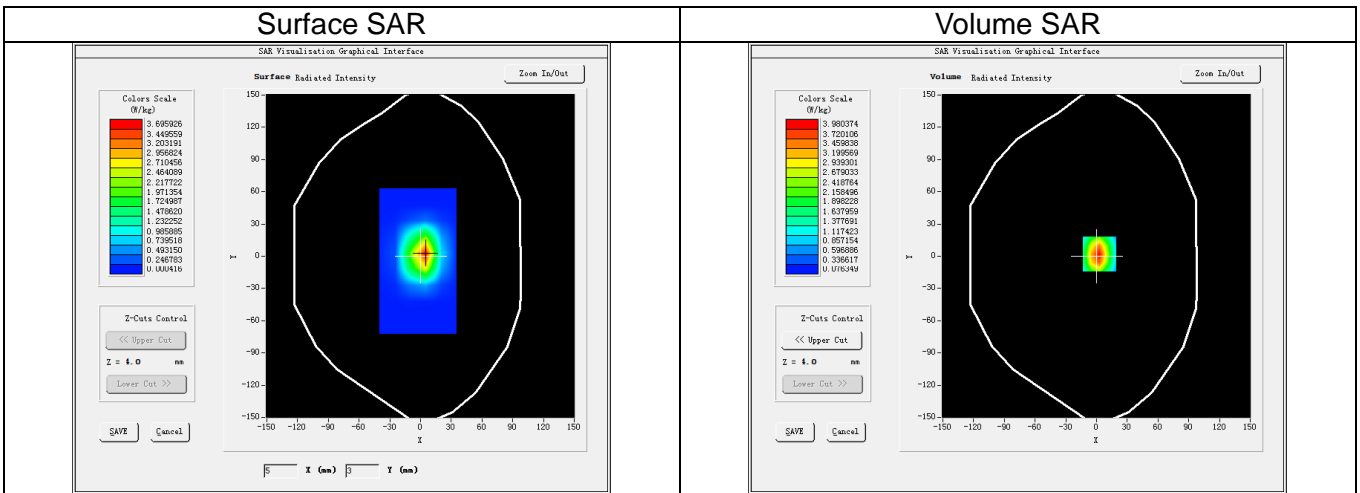 Surface SAR
SAR Visualisation Graphical Interface
Surface Radiated Intensity
Zoom In/Out
Colors Scale
(W/kg)
3.695926
3.449559
3.203191
2.956824
2.710456
2.464089
2.217722
1.971354
1.724987
1.478620
1.232252
0.985885
0.739518
0.493150
0.246783
0.000416
150
120
90
60
30
0
-30
-60
-90
-120
-150
Y
-150 -120 -90 -60 -30 0 30 60 90 120 150
X
Z-Cuts Control
<< Upper Cut
Z = 4.0 mm
Lower Cut >>
SAVE Cancel
5 X (mm) 3 Y (mm)
Volume SAR
SAR Visualisation Graphical Interface
Volume Radiated Intensity
Zoom In/Out
Colors Scale
(W/kg)
3.980374
3.720106
3.459838
3.199569
2.939301
2.679033
2.418764
2.158496
1.898228
1.637959
1.377691
1.117423
0.857154
0.596886
0.336617
0.076349
150
120
90
60
30
0
-30
-60
-90
-120
-150
Y
-150 -120 -90 -60 -30 0 30 60 90 120 150
X
Z-Cuts Control
<< Upper Cut
Z = 4.0 mm
Lower Cut >>
SAVE Cancel